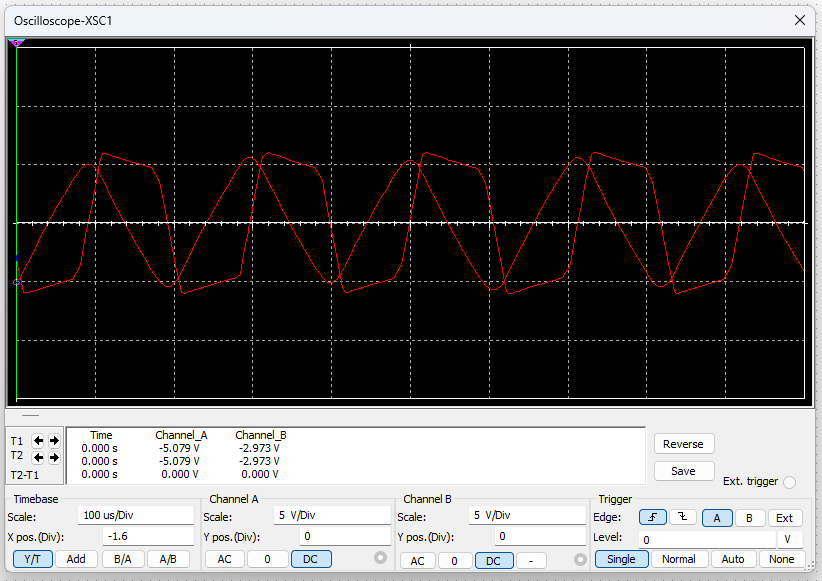 Oscilloscope-XSC1
T1
T2
T2-T1
Time Channel_A Channel_B
0.000 s -5.079 V -2.973 V
0.000 s -5.079 V -2.973 V
0.000 s 0.000 V 0.000 V
Reverse
Save
Ext. trigger
Timebase
Scale: 100 us/Div
X pos.(Div): -1.6
Y/T Add B/A A/B
Channel A
Scale: 5 V/Div
Y pos.(Div): 0
AC 0 DC
Channel B
Scale: 5 V/Div
Y pos.(Div): 0
AC 0 DC -
Trigger
Edge: A B Ext
Level: 0 V
Single Normal Auto None